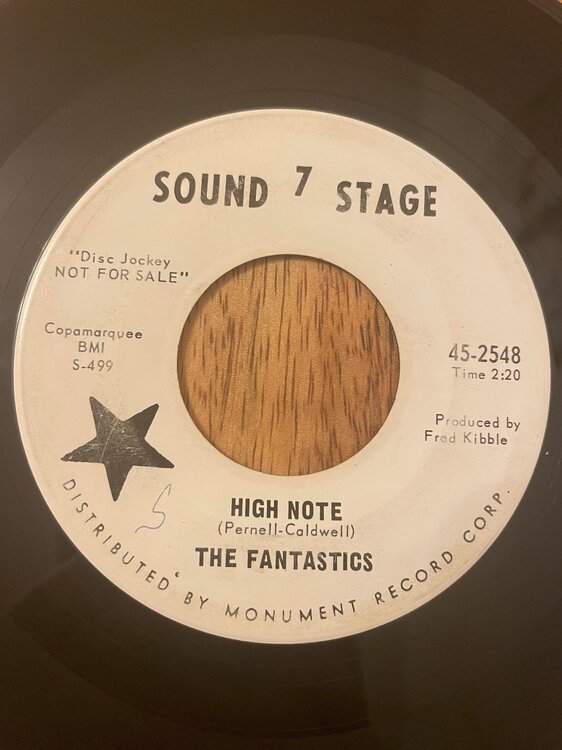 SOUND 7 STAGE
"Disc Jockey
NOT FOR SALE"
Copamarquee
BMI
S-499
45-2548
Time 2:20
Produced by
Fred Kibble
HIGH NOTE
(Pernell-Caldwell)
THE FANTASTICS
DISTRIBUTED BY MONUMENT RECORD CORP.